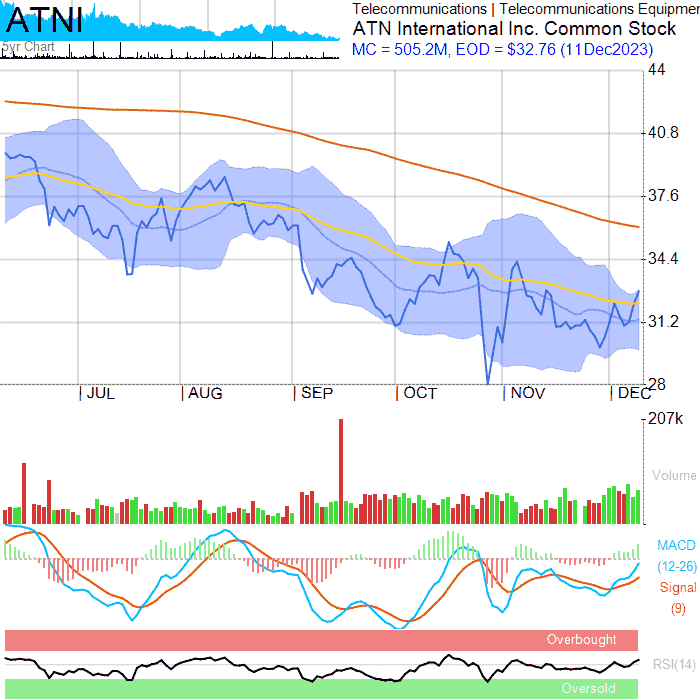 ATNI
5yr Chart
Telecommunications | Telecommunications Equipmen
ATN International Inc. Common Stock
MC = 505.2M, EOD = $32.76 (11Dec2023)
44
40.8
37.6
34.4
31.2
28
JUL
AUG
SEP
OCT
NOV
DEC
207k
Volume
MACD
(12-26)
Signal
(9)
Overbought
RSI(14)
Oversold